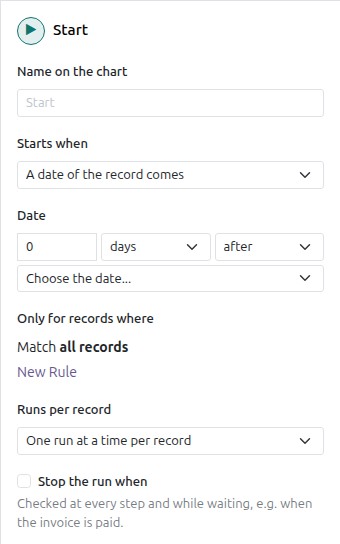 Start
Name on the chart
Start
Starts when
A date of the record comes
Date
0 days after
Choose the date...
Only for records where
Match all records
New Rule
Runs per record
One run at a time per record
Stop the run when
Checked at every step and while waiting, e.g. when
the invoice is paid.